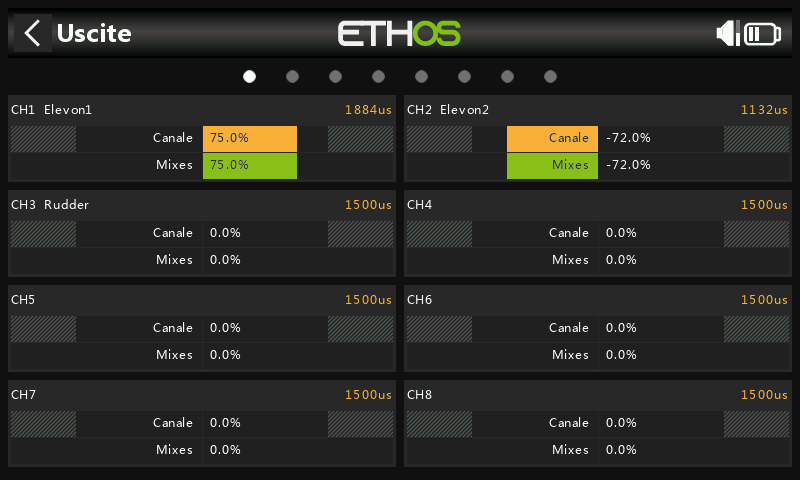 Uscite
ETHOS
CH1 Elevon1 1884us
Canale 75.0%
Mixes 75.0%
CH2 Elevon2 1132us
Canale -72.0%
Mixes -72.0%
CH3 Rudder 1500us
Canale 0.0%
Mixes 0.0%
CH4 1500us
Canale 0.0%
Mixes 0.0%
CH5 1500us
Canale 0.0%
Mixes 0.0%
CH6 1500us
Canale 0.0%
Mixes 0.0%
CH7 1500us
Canale 0.0%
Mixes 0.0%
CH8 1500us
Canale 0.0%
Mixes 0.0%